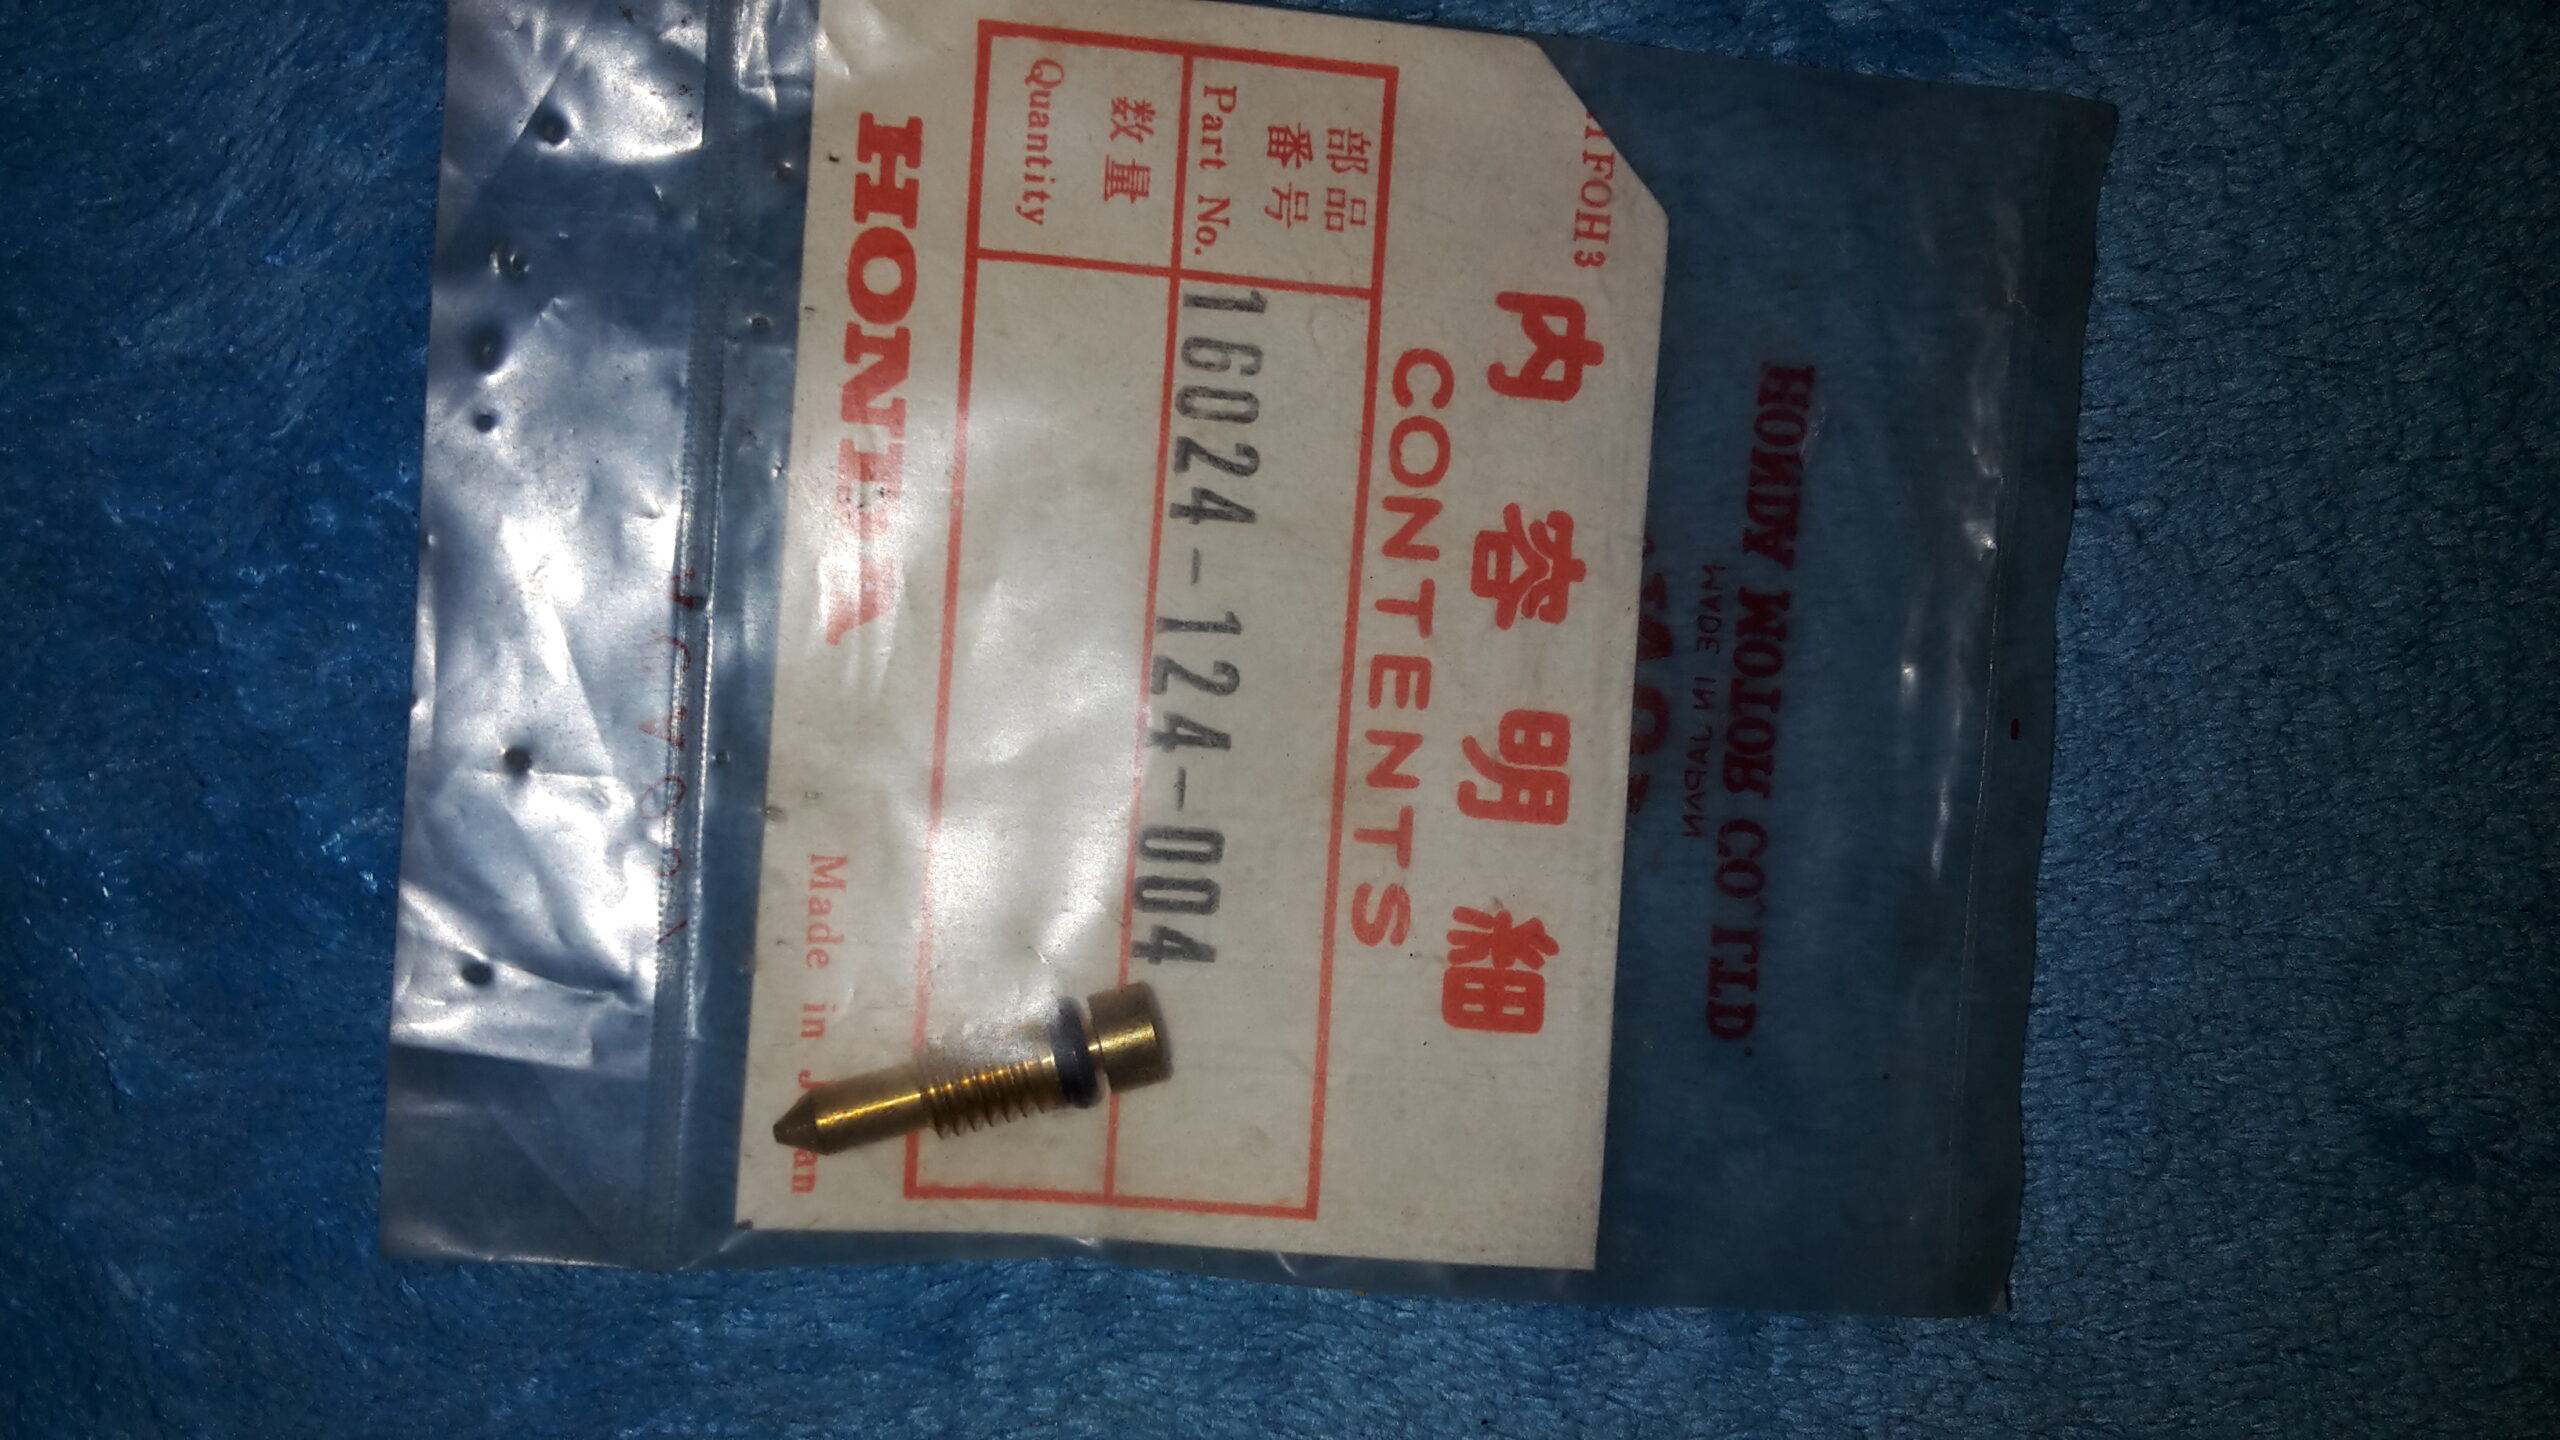 HONDA MOTOR CO., LTD.
MADE IN JAPAN
内容明細
CONTENTS
部品番号
Part No.
16024-124-004
数量
Quantity
HONDA
Made in J an